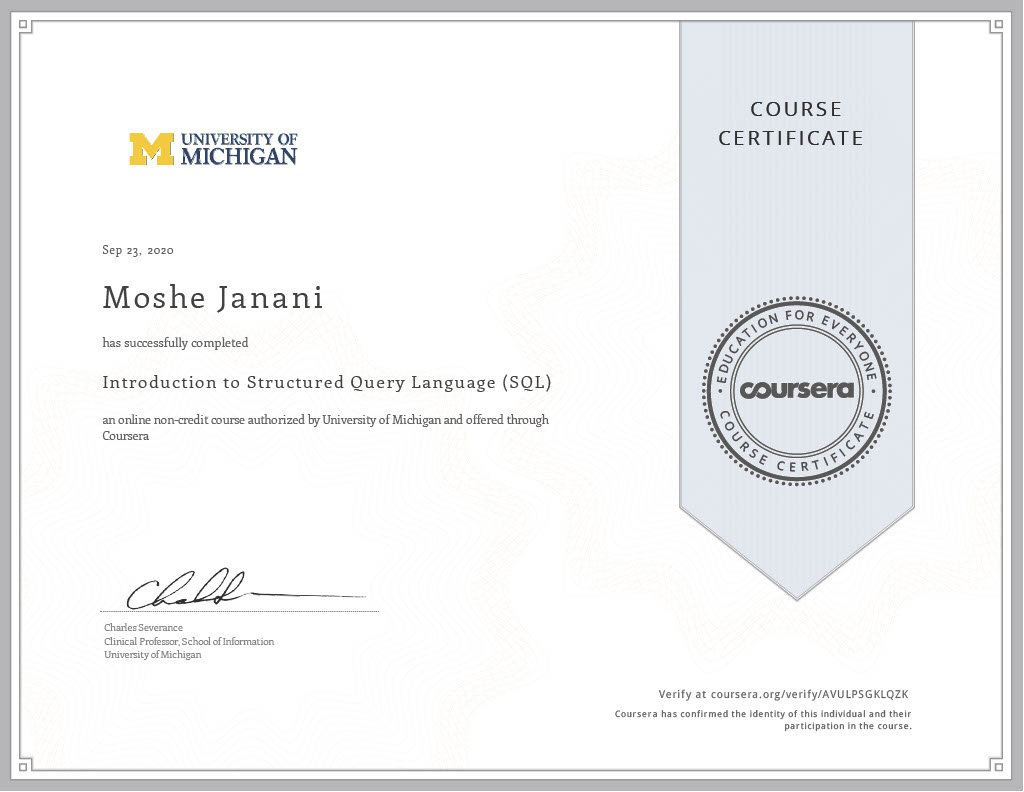 COURSE
CERTIFICATE
UNIVERSITY OF
MICHIGAN
Sep 23, 2020
Moshe Janani
has successfully completed
Introduction to Structured Query Language (SQL)
an online non-credit course authorized by University of Michigan and offered through
Coursera
EDUCATION FOR EVERYONE
coursera
COURSE CERTIFICATE
Charles Severance
Clinical Professor, School of Information
University of Michigan
Verify at coursera.org/verify/AVULPSGKLQZK
Coursera has confirmed the identity of this individual and their
participation in the course.